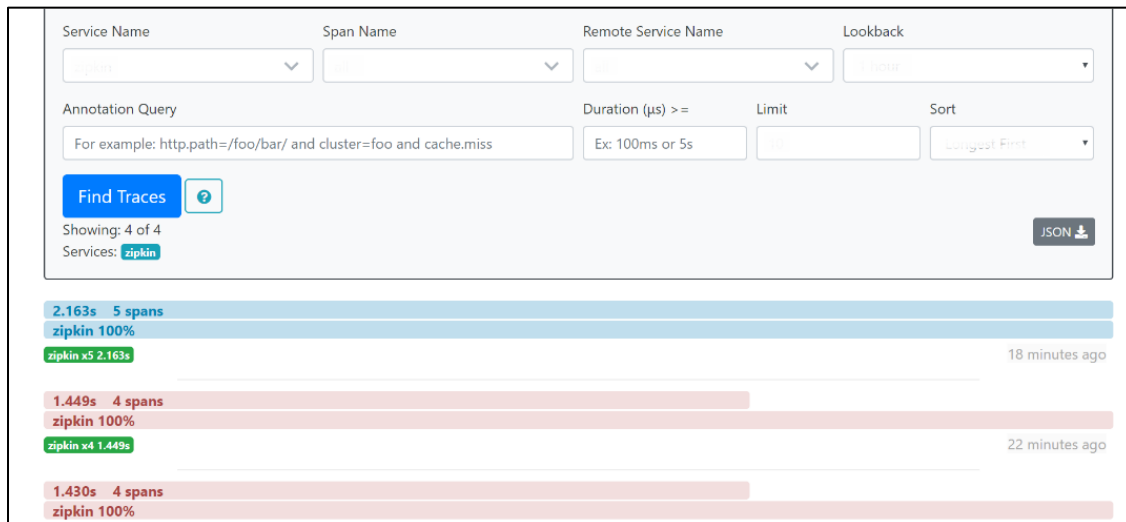 Service Name Span Name Remote Service Name Lookback
Annotation Query Duration (μs) >= Limit Sort
For example: http.path=/foo/bar/ and cluster=foo and cache.miss Ex: 100ms or 5s Longest First
Find Traces
Showing: 4 of 4 JSON
Services: zipkin
2.163s 5 spans
zipkin 100%
zipkin x5 2.163s 18 minutes ago
1.449s 4 spans
zipkin 100%
zipkin x4 1.449s 22 minutes ago
1.430s 4 spans
zipkin 100%